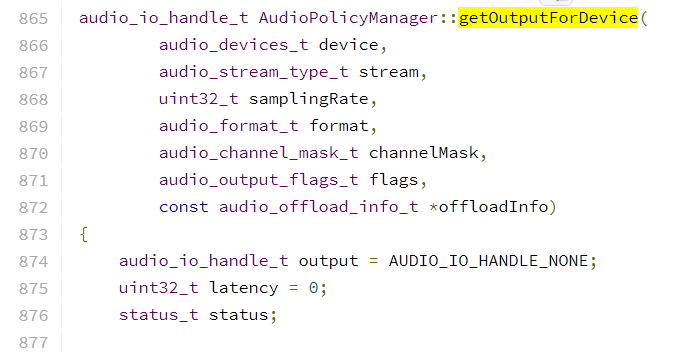 865 audio_io_handle_t AudioPolicyManager::getOutputForDevice(
866 audio_devices_t device,
867 audio_stream_type_t stream,
868 uint32_t samplingRate,
869 audio_format_t format,
870 audio_channel_mask_t channelMask,
871 audio_output_flags_t flags,
872 const audio_offload_info_t *offloadInfo)
873 {
874 audio_io_handle_t output = AUDIO_IO_HANDLE_NONE;
875 uint32_t latency = 0;
876 status_t status;
877